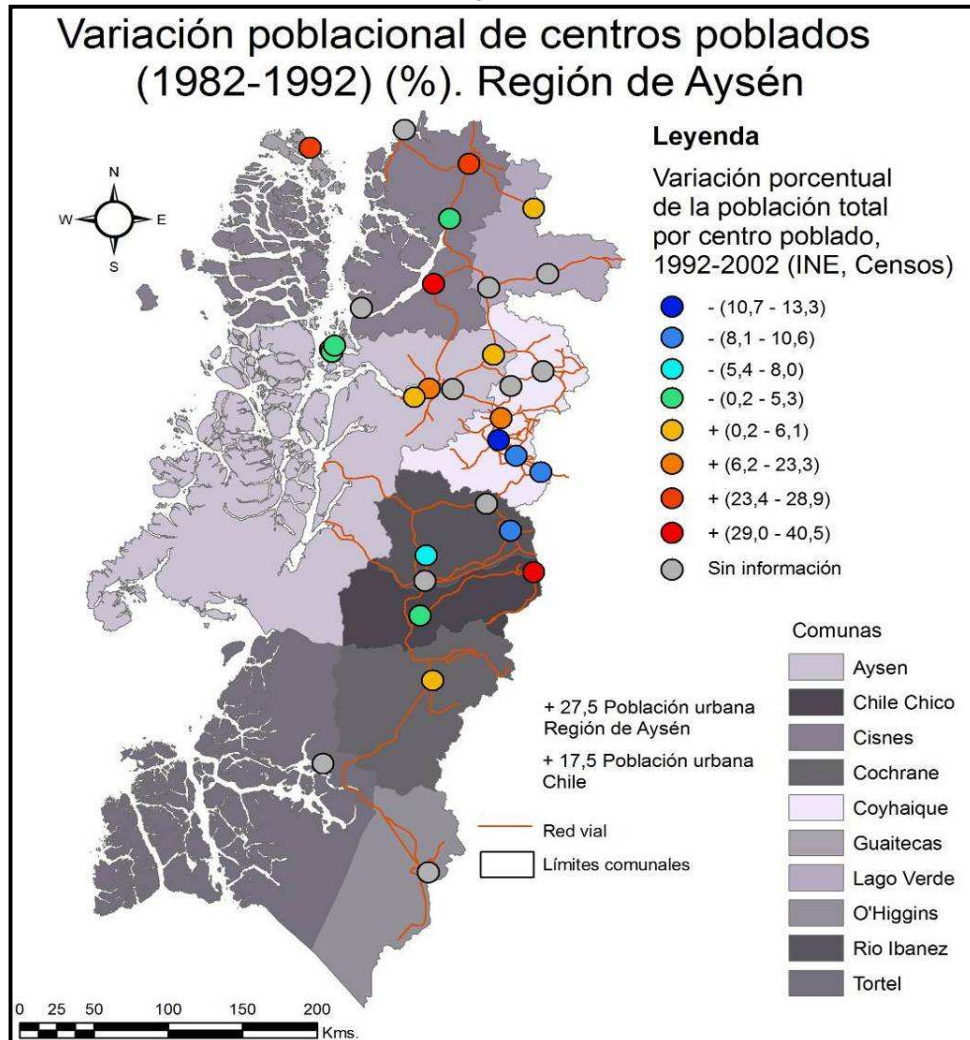 Variación poblacional de centros poblados
(1982-1992) (%). Región de Aysén
N
W
E
S
Leyenda
Variación porcentual
de la población total
por centro poblado,
1992-2002 (INE, Censos)
- (10,7 - 13,3)
- (8,1 - 10,6)
- (5,4 - 8,0)
- (0,2 - 5,3)
+ (0,2 - 6,1)
+ (6,2 - 23,3)
+ (23,4 - 28,9)
+ (29,0 - 40,5)
Sin información
Comunas
Aysen
Chile Chico
Cisnes
Cochrane
Coyhaique
Guaitecas
Lago Verde
O'Higgins
Rio Ibanez
Tortel
+ 27,5 Población urbana
Región de Aysén
+ 17,5 Población urbana
Chile
Red vial
Límites comunales
0 25 50 100 150 200
Kms.